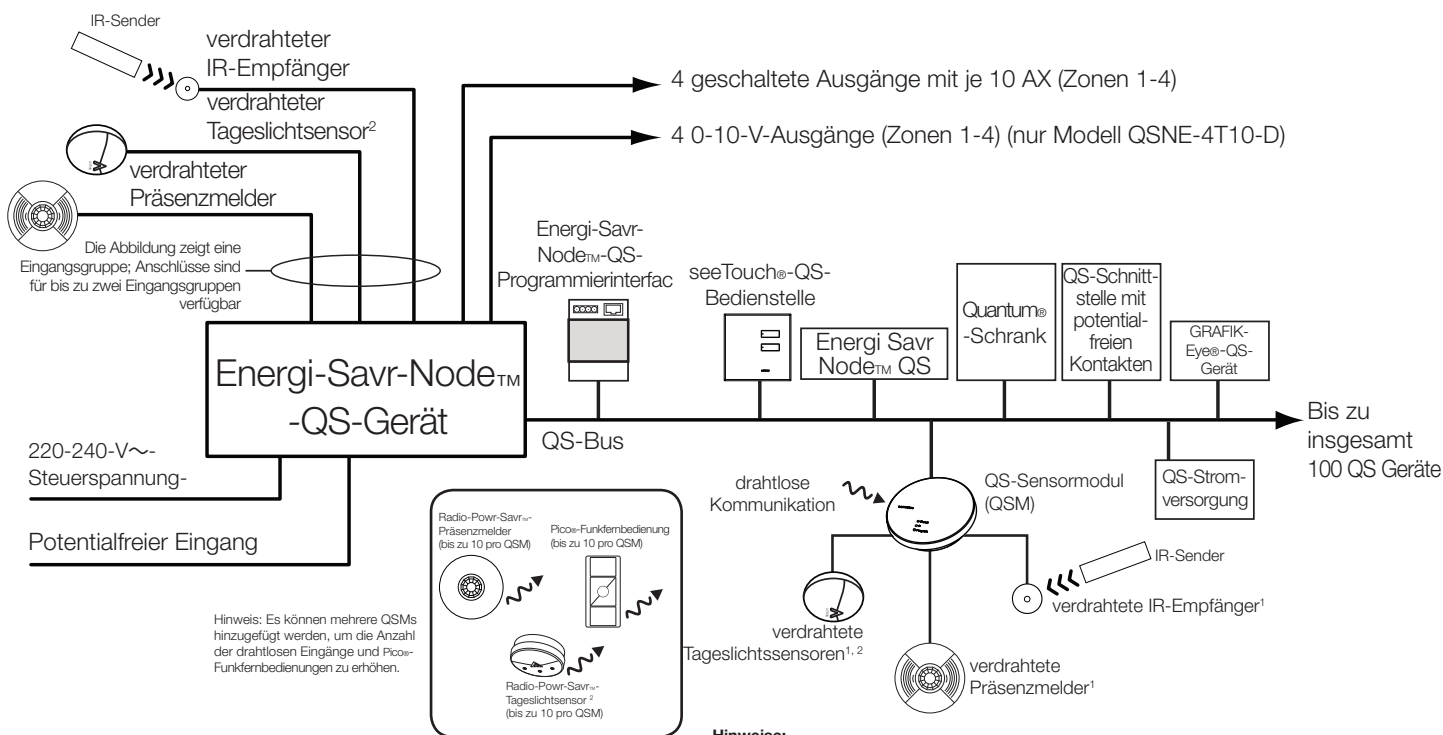 IR-Sender
verdrahteter
IR-Empfänger
verdrahteter
Tageslichtsensor²
verdrahteter
Präsenzmelder
Die Abbildung zeigt eine
Eingangsgruppe; Anschlüsse sind
für bis zu zwei Eingangsgruppen
verfügbar
4 geschaltete Ausgänge mit je 10 AX (Zonen 1-4)
4 0-10-V-Ausgänge (Zonen 1-4) (nur Modell QSNE-4T10-D)
Energi-Savr-
Node™-QS-
Programmierinterfac
seeTouch®-QS-
Bedienstelle
Energi Savr
Node™ QS
Quantum®
-Schrank
QS-Schnitt-
stelle mit
potential-
freien
Kontakten
GRAFIK-
Eye®-QS-
Gerät
Energi-Savr-Node™
-QS-Gerät
QS-Bus
Bis zu
insgesamt
100 QS Geräte
220-240-V~-
Steuerspannung-
Potentialfreier Eingang
drahtlose
Kommunikation
QS-Sensormodul
(QSM)
QS-Strom-
versorgung
Radio-Powr-Savr™-
Präsenzmelder
(bis zu 10 pro QSM)
Pico®-Funkfernbedienung
(bis zu 10 pro QSM)
Radio-Powr-Savr™-
Tageslichtsensor ²
(bis zu 10 pro QSM)
Hinweis: Es können mehrere QSMs
hinzugefügt werden, um die Anzahl
der drahtlosen Eingänge und Pico®-
Funkfernbedienungen zu erhöhen.
IR-Sender
verdrahtete IR-Empfänger¹
verdrahtete
Tageslichtssensoren¹, ²
verdrahtete
Präsenzmelder¹
Hinweise: